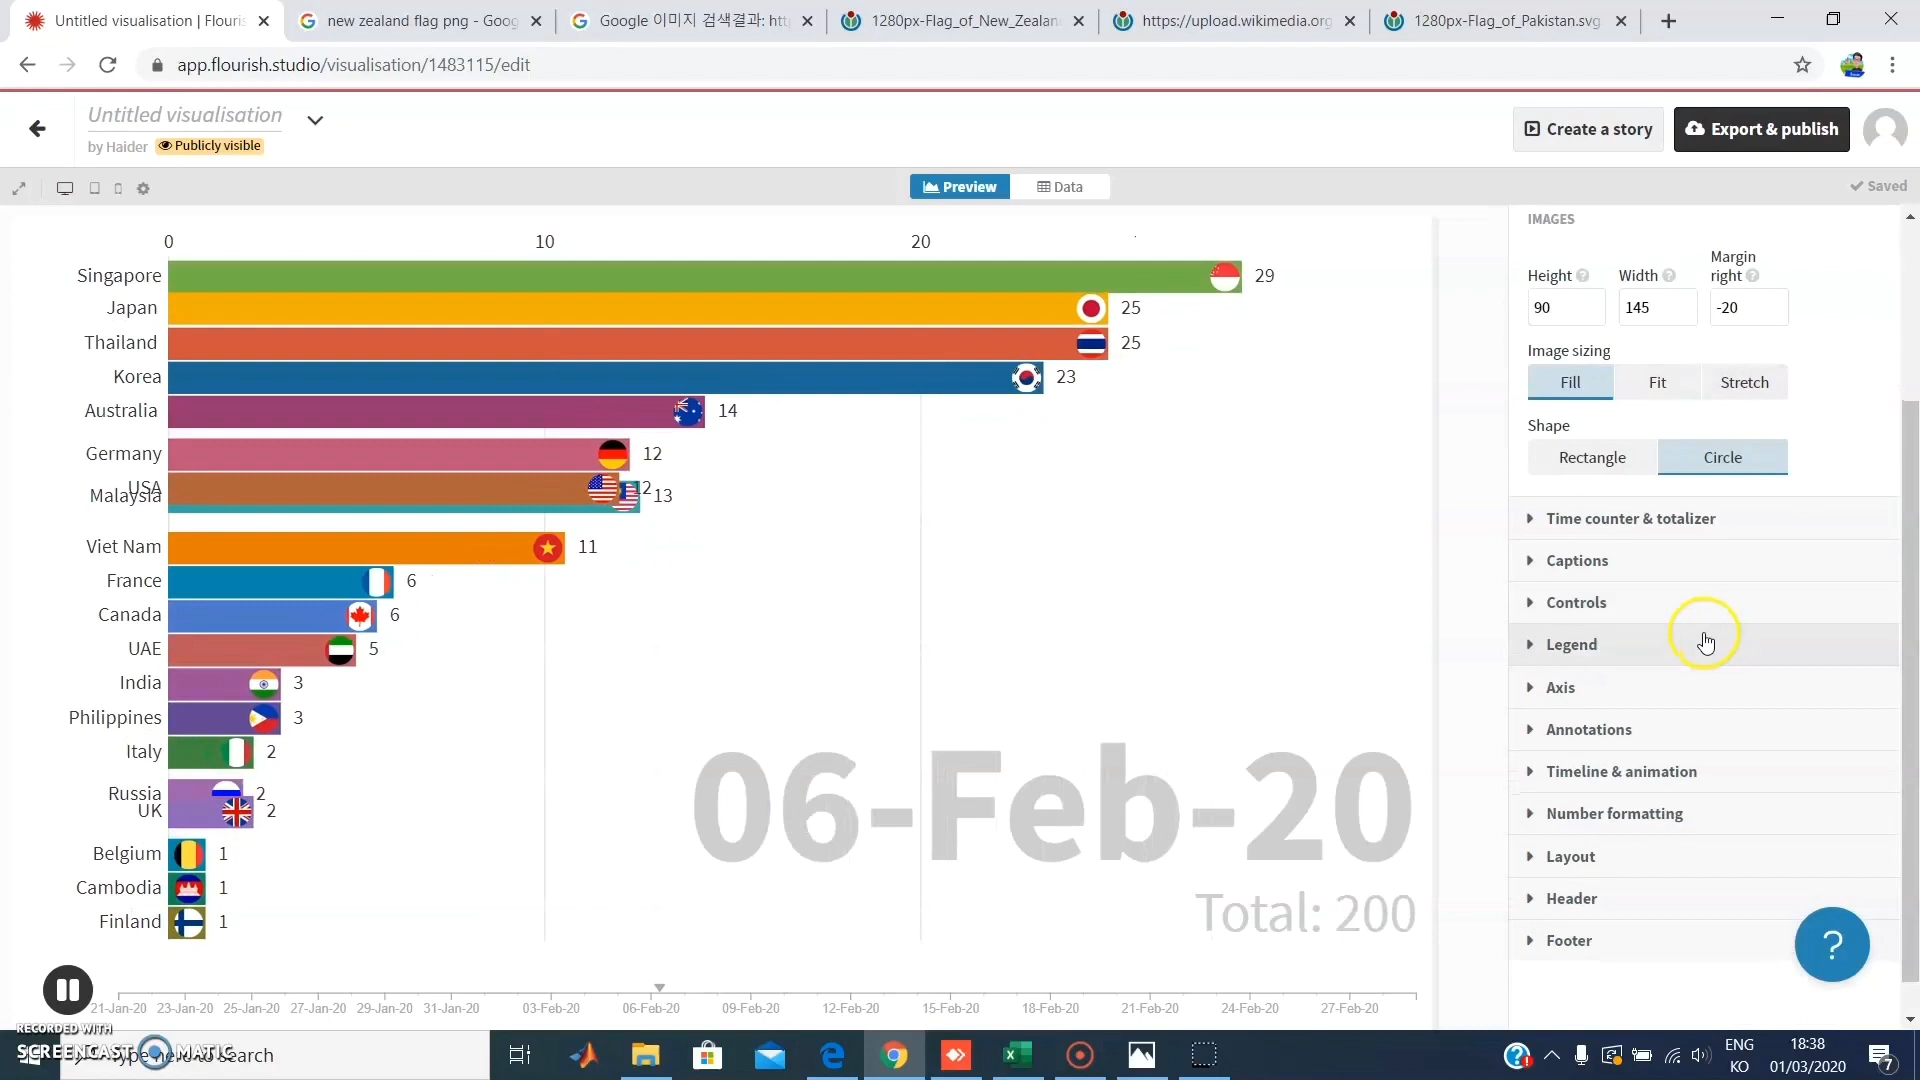 Untitled visualisation | Flouris
new zealand flag png - Goog
Google 이미지 검색결과: htt
1280px-Flag_of_New_Zealan
https://upload.wikimedia.org
1280px-Flag_of_Pakistan.svg
app.flourish.studio/visualisation/1483115/edit
Untitled visualisation
by Haider
Publicly visible
Create a story
Export & publish
Preview
Data
Saved
0 10 20
Singapore 29
Japan 25
Thailand 25
Korea 23
Australia 14
Germany 12
USA 12
Malaysia 13
Viet Nam 11
France 6
Canada 6
UAE 5
India 3
Philippines 3
Italy 2
Russia 2
UK 2
Belgium 1
Cambodia 1
Finland 1
06-Feb-20
Total: 200
21-Jan-20 23-Jan-20 25-Jan-20 27-Jan-20 29-Jan-20 31-Jan-20 03-Feb-20 06-Feb-20 09-Feb-20 12-Feb-20 15-Feb-20 18-Feb-20 21-Feb-20 24-Feb-20 27-Feb-20
IMAGES
Height ? Width ? Margin right ?
90 145 -20
Image sizing
Fill Fit Stretch
Shape
Rectangle Circle
Time counter & totalizer
Captions
Controls
Legend
Axis
Annotations
Timeline & animation
Number formatting
Layout
Header
Footer
?
RECORDED WITH
SCREENCAST MATIC
Type here to search
ENG
KO
18:38
01/03/2020
7